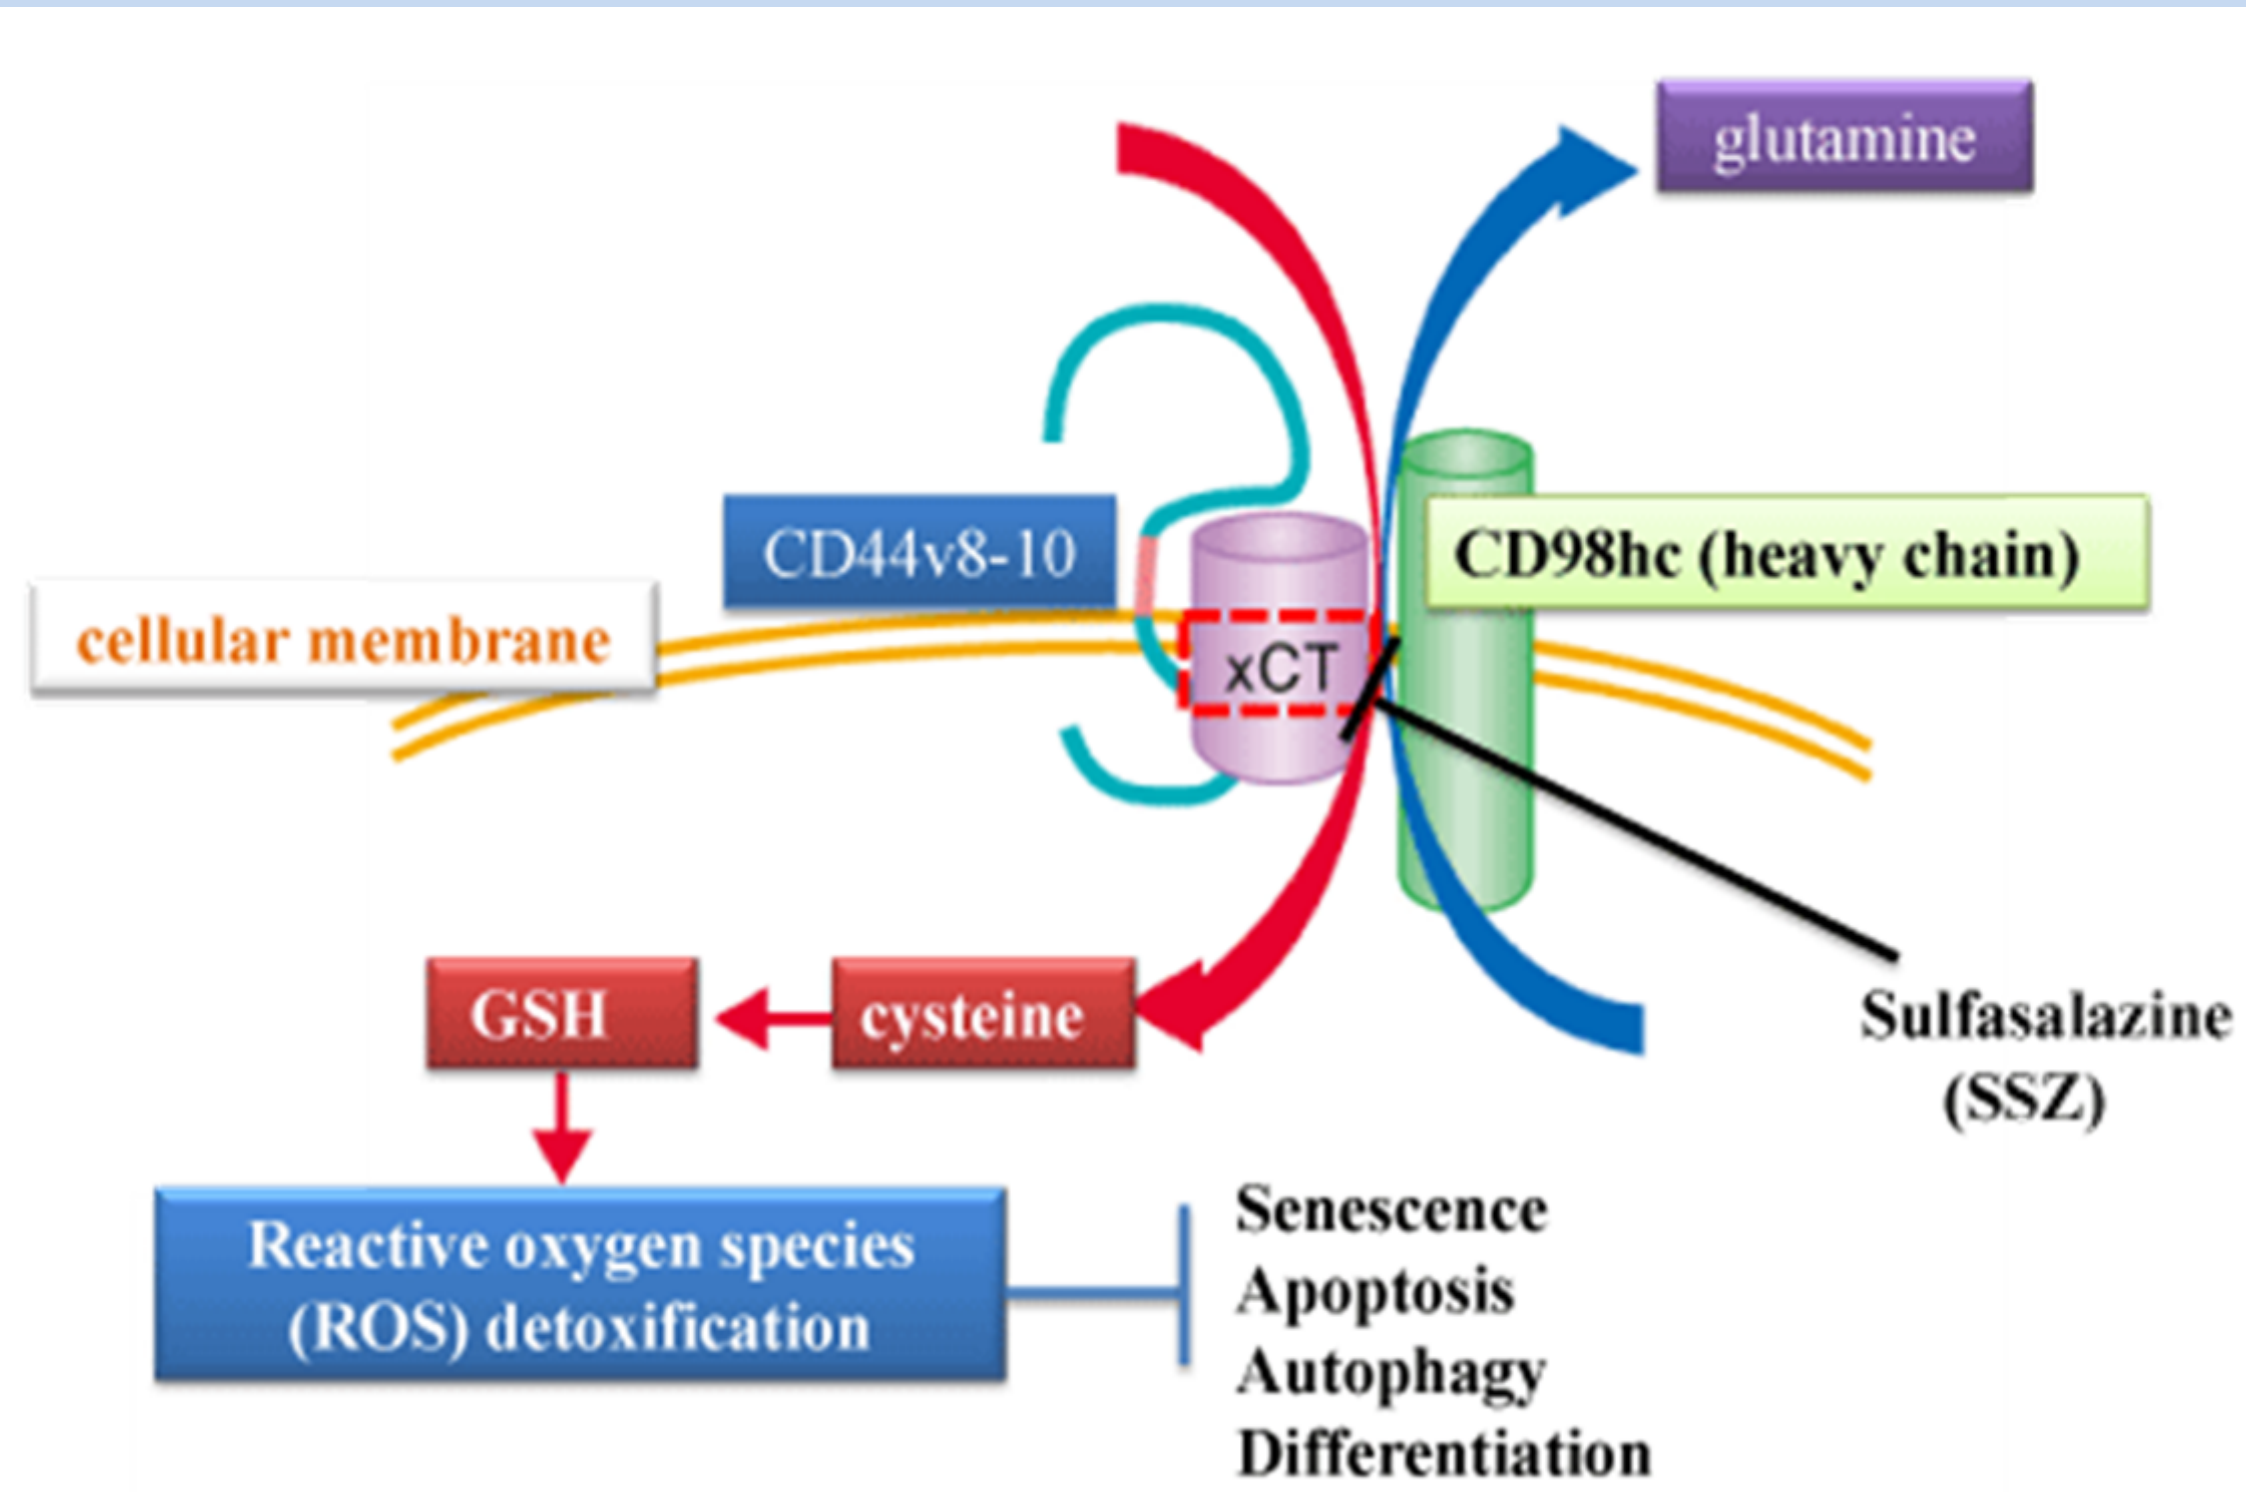 glutamine
CD44v8-10
CD98hc (heavy chain)
cellular membrane
xCT
GSH
cysteine
Sulfasalazine
(SSZ)
Reactive oxygen species
(ROS) detoxification
Senescence
Apoptosis
Autophagy
Differentiation